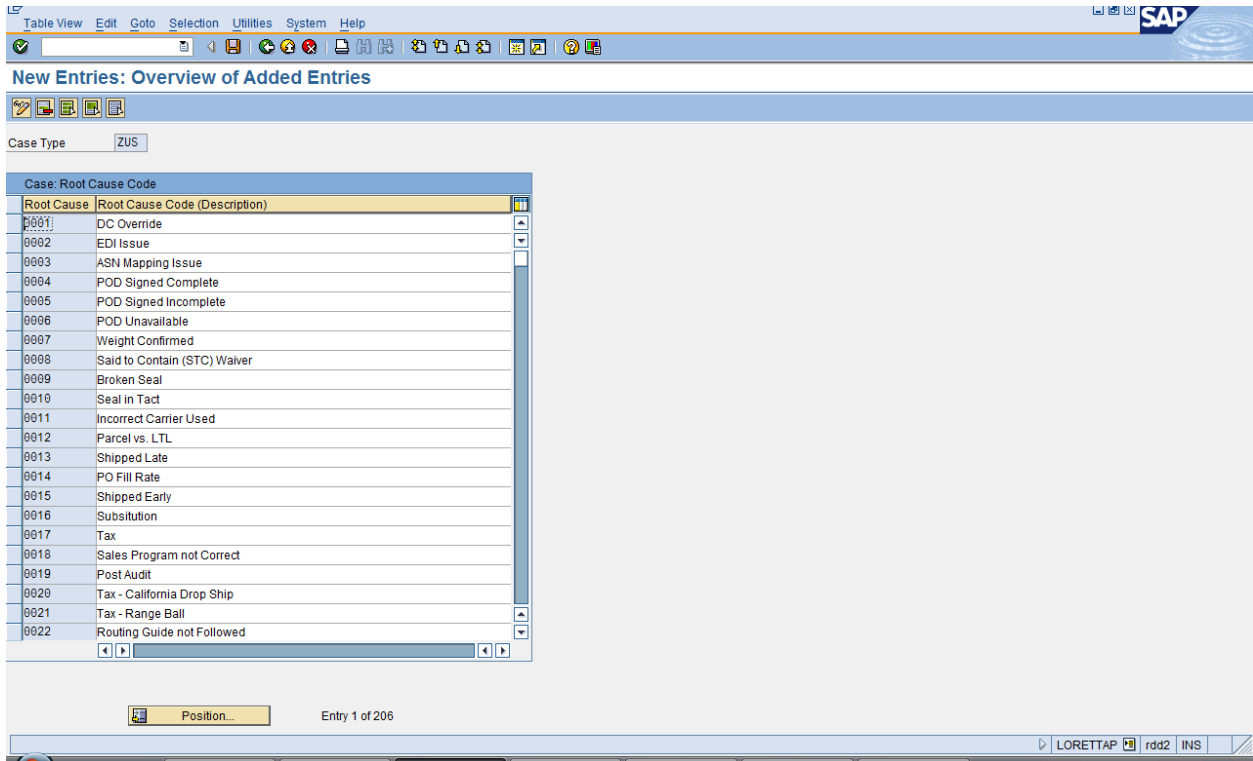 Table View Edit Goto Selection Utilities System Help
SAP
New Entries: Overview of Added Entries
Case Type ZUS
Case: Root Cause Code
Root Cause Root Cause Code (Description)
0001 DC Override
0002 EDI Issue
0003 ASN Mapping Issue
0004 POD Signed Complete
0005 POD Signed Incomplete
0006 POD Unavailable
0007 Weight Confirmed
0008 Said to Contain (STC) Waiver
0009 Broken Seal
0010 Seal in Tact
0011 Incorrect Carrier Used
0012 Parcel vs. LTL
0013 Shipped Late
0014 PO Fill Rate
0015 Shipped Early
0016 Subsitution
0017 Tax
0018 Sales Program not Correct
0019 Post Audit
0020 Tax - California Drop Ship
0021 Tax - Range Ball
0022 Routing Guide not Followed
Position... Entry 1 of 206
LORETTAP rdd2 INS